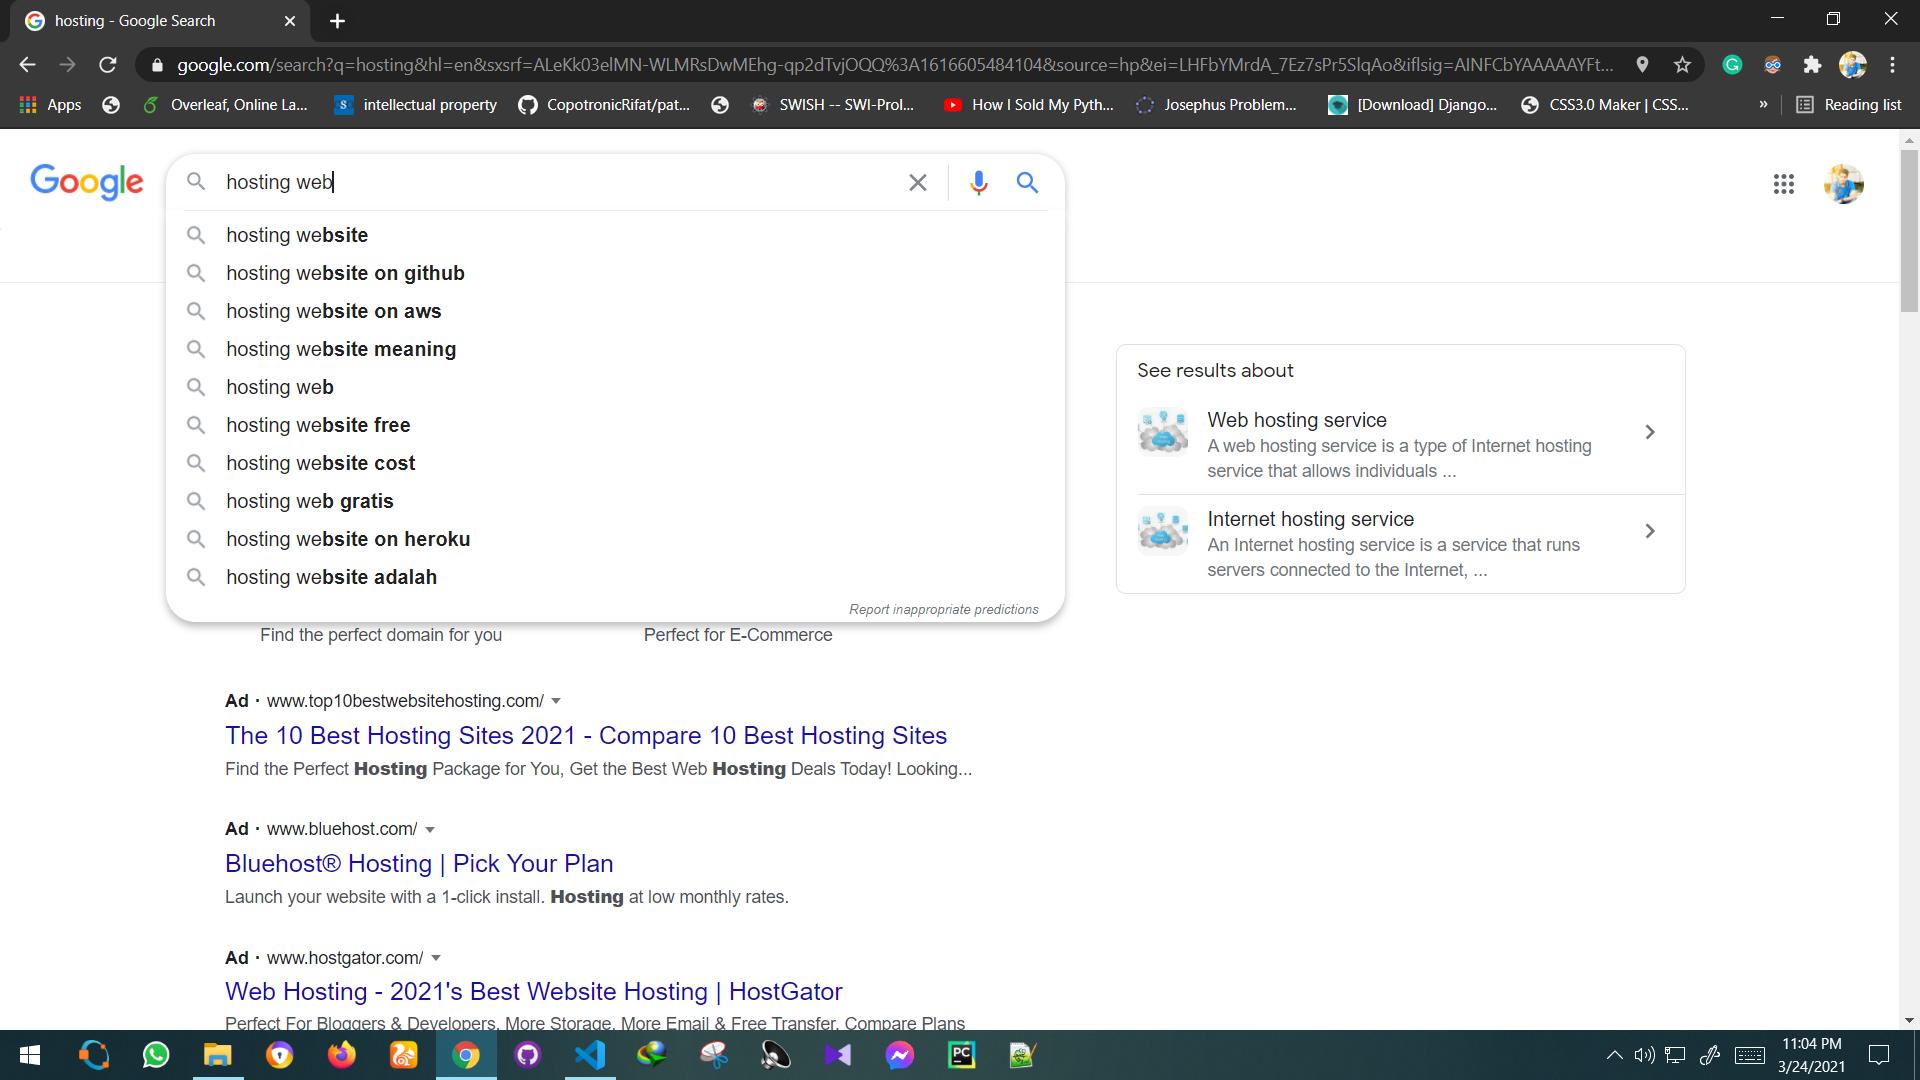 hosting - Google Search
google.com/search?q=hosting&hl=en&sxsrf=ALeKk03elMN-WLMRsDwMEhg-qp2dTvjOQQ%3A1616605484104&source=hp&ei=LHFbYMrdA_7Ez7sPr5SlqAo&iflsig=AINFCbYAAAAAYFt...
Apps Overleaf, Online La... S intellectual property CopotronicRifat/pat... SWISH -- SWI-Prol... How I Sold My Pyth... Josephus Problem... [Download] Django... CSS3.0 Maker | CSS... » Reading list
Google
hosting web
hosting website
hosting website on github
hosting website on aws
hosting website meaning
hosting web
hosting website free
hosting website cost
hosting web gratis
hosting website on heroku
hosting website adalah
Report inappropriate predictions
See results about
Web hosting service
A web hosting service is a type of Internet hosting
service that allows individuals ...
Internet hosting service
An Internet hosting service is a service that runs
servers connected to the Internet, ...
Find the perfect domain for you
Perfect for E-Commerce
Ad · www.top10bestwebsitehosting.com/
The 10 Best Hosting Sites 2021 - Compare 10 Best Hosting Sites
Find the Perfect Hosting Package for You, Get the Best Web Hosting Deals Today! Looking...
Ad · www.bluehost.com/
Bluehost® Hosting | Pick Your Plan
Launch your website with a 1-click install. Hosting at low monthly rates.
Ad · www.hostgator.com/
Web Hosting - 2021's Best Website Hosting | HostGator
Perfect For Bloggers & Developers. More Storage. More Email & Free Transfer. Compare Plans
PC
11:04 PM
3/24/2021